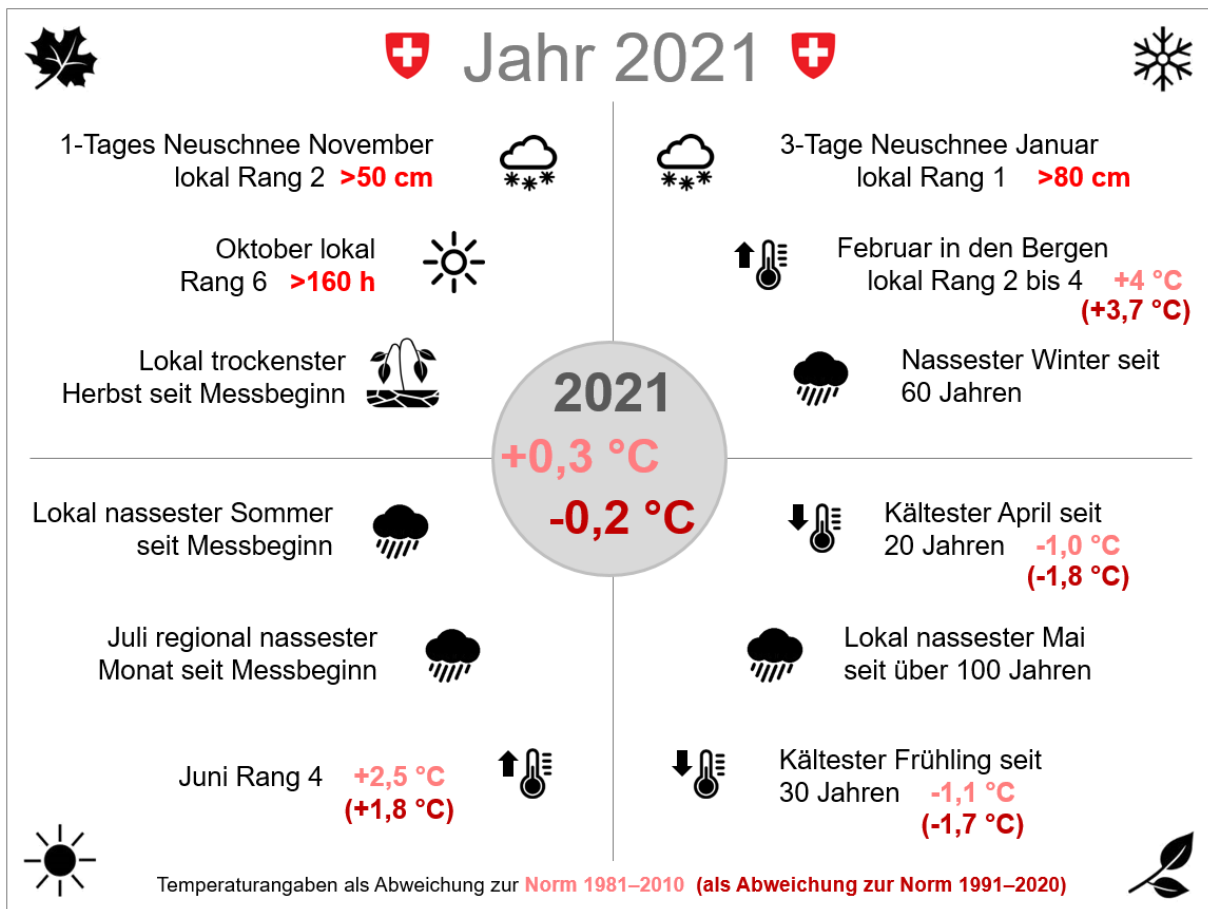 Jahr 2021
1-Tages Neuschnee November
lokal Rang 2 >50 cm
Oktober lokal
Rang 6 >160 h
Lokal trockenster
Herbst seit Messbeginn
3-Tage Neuschnee Januar
lokal Rang 1 >80 cm
Februar in den Bergen
lokal Rang 2 bis 4 +4 °C
(+3,7 °C)
Nassester Winter seit
60 Jahren
2021
+0,3 °C
-0,2 °C
Lokal nassester Sommer
seit Messbeginn
Juli regional nassester
Monat seit Messbeginn
Juni Rang 4 +2,5 °C
(+1,8 °C)
Kältester April seit
20 Jahren -1,0 °C
(-1,8 °C)
Lokal nassester Mai
seit über 100 Jahren
Kältester Frühling seit
30 Jahren -1,1 °C
(-1,7 °C)
Temperaturangaben als Abweichung zur Norm 1981–2010 (als Abweichung zur Norm 1991–2020)